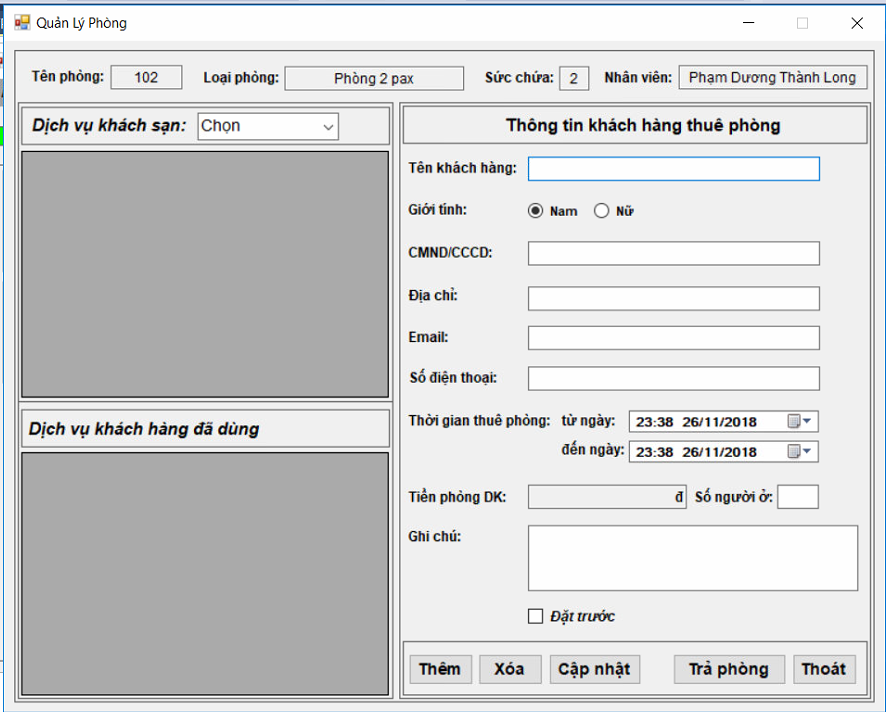 Quản Lý Phòng
Tên phòng: 102 Loại phòng: Phòng 2 pax Sức chứa: 2 Nhân viên: Phạm Dương Thành Long
Dịch vụ khách sạn: Chọn
Thông tin khách hàng thuê phòng
Tên khách hàng:
Giới tính: Nam Nữ
CMND/CCCD:
Địa chỉ:
Email:
Số điện thoại:
Thời gian thuê phòng: từ ngày: 23:38 26/11/2018
đến ngày: 23:38 26/11/2018
Dịch vụ khách hàng đã dùng
Tiền phòng DK: đ Số người ở:
Ghi chú:
Đặt trước
Thêm Xóa Cập nhật Trả phòng Thoát